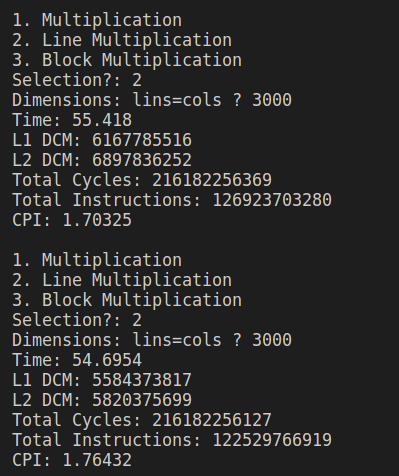 1. Multiplication
2. Line Multiplication
3. Block Multiplication
Selection?: 2
Dimensions: lins=cols ? 3000
Time: 55.418
L1 DCM: 6167785516
L2 DCM: 6897836252
Total Cycles: 216182256369
Total Instructions: 126923703280
CPI: 1.70325

1. Multiplication
2. Line Multiplication
3. Block Multiplication
Selection?: 2
Dimensions: lins=cols ? 3000
Time: 54.6954
L1 DCM: 5584373817
L2 DCM: 5820375699
Total Cycles: 216182256127
Total Instructions: 122529766919
CPI: 1.76432